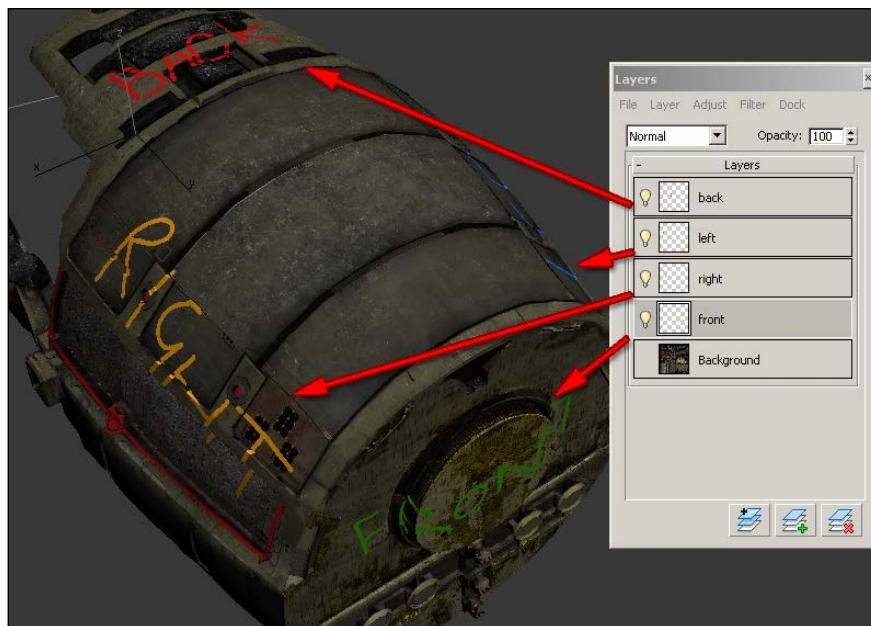 BACK
RIGHT
FRONT
x
y
z
Layers
File Layer Adjust Filter Dock
Normal Opacity: 100
- Layers
back
left
right
front
Background